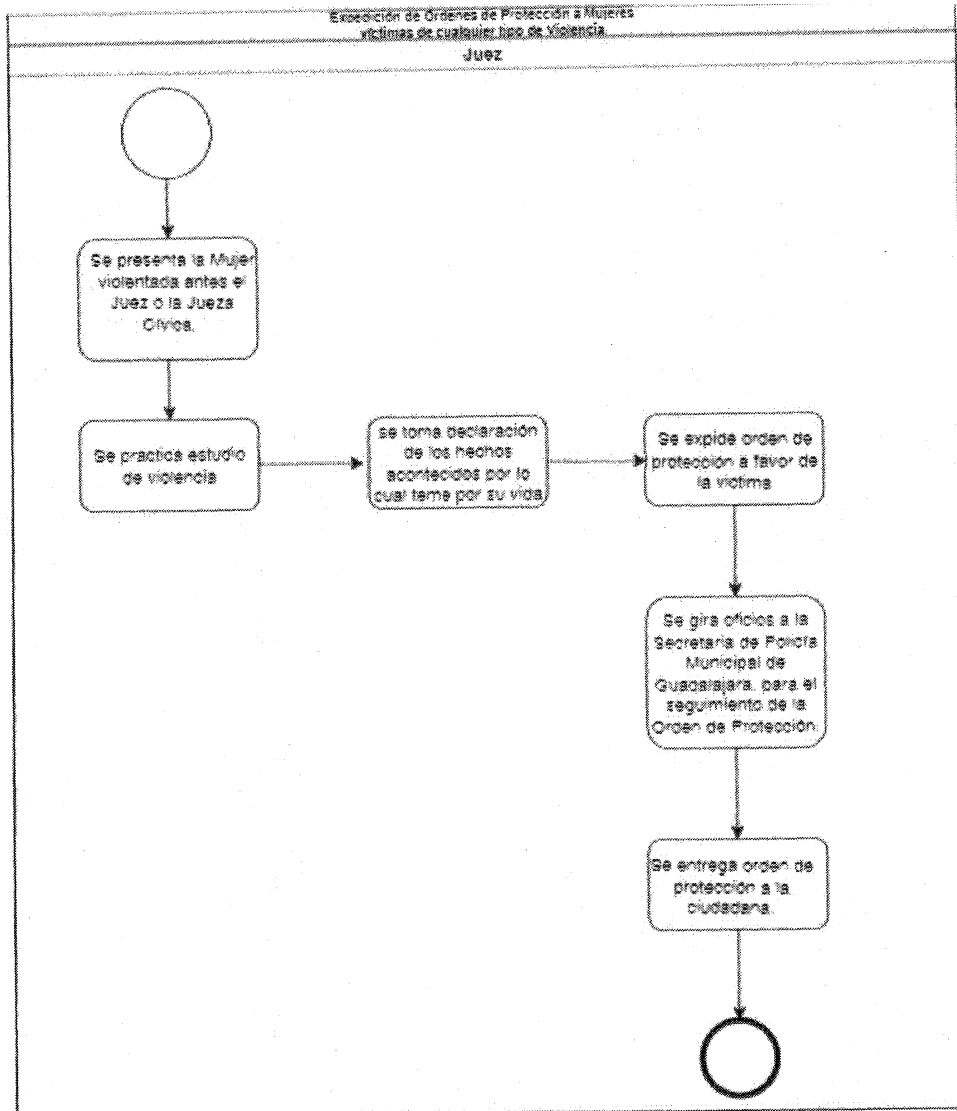 Expedición de Ordenes de Protección a Mujeres
víctimas de cualquier tipo de Violencia
Juez
Se presenta la Mujer
violentada antes el
Juez o la Jueza
Cívica.
Se practica estudio
de violencia
se toma declaración
de los hechos
acontecidos por lo
cual teme por su vida
Se expide orden de
protección a favor de
la víctima
Se gira oficios a la
Secretaría de Policía
Municipal de
Guadalajara, para el
seguimiento de la
Orden de Protección.
Se entrega orden de
protección a la
ciudadana.